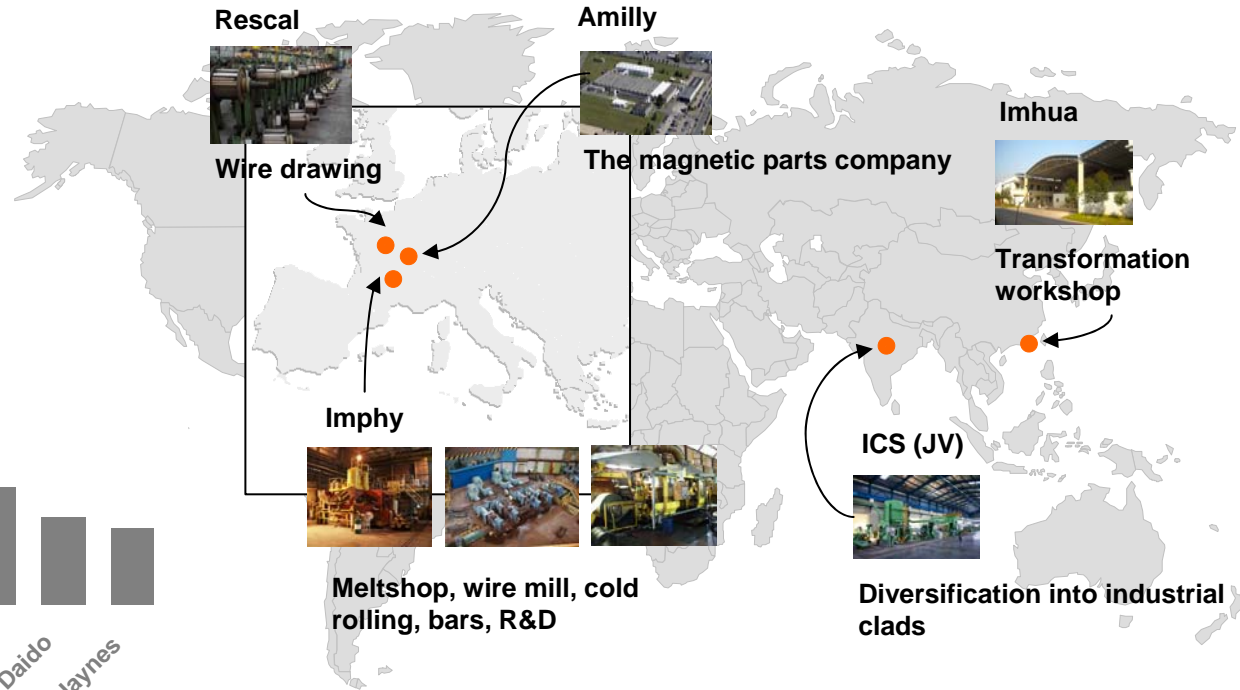 Rescal
Amilly
Imhua
Wire drawing
The magnetic parts company
Transformation
workshop
Imphy
ICS (JV)
Meltshop, wire mill, cold
rolling, bars, R&D
Diversification into industrial
clads
Daido